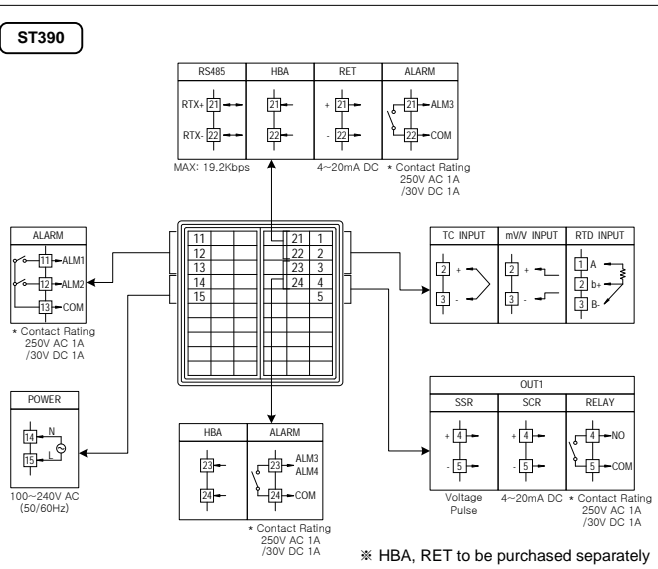 ST390
RS485 HBA RET ALARM
RTX+ 21 21 + 21 21 ALM3
RTX- 22 22 - 22 22 COM
MAX: 19.2Kbps 4~20mA DC * Contact Rating
250V AC 1A
/30V DC 1A
ALARM
11 ALM1
12 ALM2
13 COM
* Contact Rating
250V AC 1A
/30V DC 1A
11 21 1
12 22 2
13 23 3
14 24 4
15 5
TC INPUT mV/V INPUT RTD INPUT
2 + 2 + 1 A
3 - 3 - 2 b+
3 B-
POWER
14 N
15 L
100~240V AC
(50/60Hz)
HBA ALARM
23 23 ALM3
ALM4
24 24 COM
* Contact Rating
250V AC 1A
/30V DC 1A
OUT1
SSR SCR RELAY
+ 4 + 4 4 NO
- 5 - 5 5 COM
Voltage
Pulse
4~20mA DC
* Contact Rating
250V AC 1A
/30V DC 1A
※ HBA, RET to be purchased separately